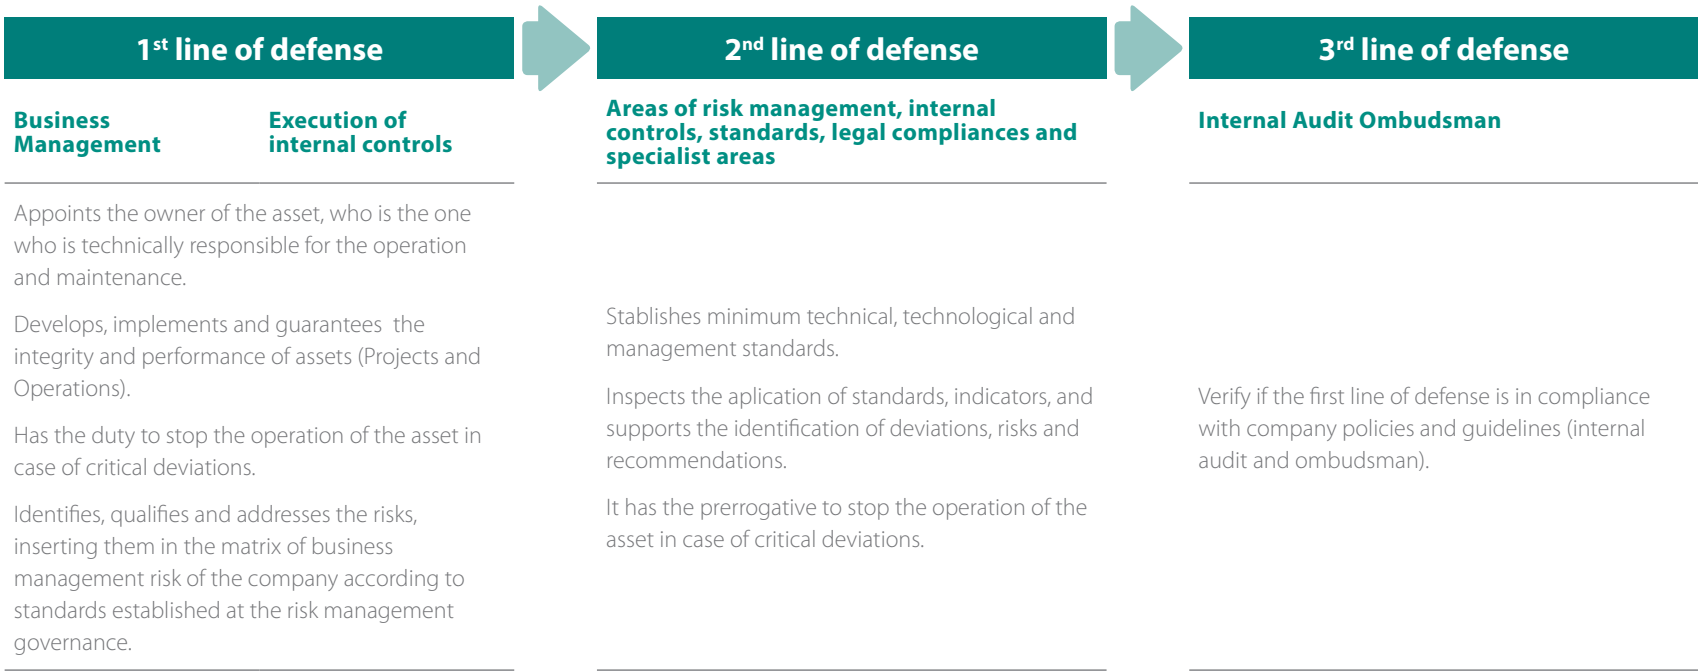 1st line of defense
Business
Management
Execution of
internal controls
Appoints the owner of the asset, who is the one
who is technically responsible for the operation
and maintenance.
Develops, implements and guarantees the
integrity and performance of assets (Projects and
Operations).
Has the duty to stop the operation of the asset in
case of critical deviations.
Identifies, qualifies and addresses the risks,
inserting them in the matrix of business
management risk of the company according to
standards established at the risk management
governance.
2nd line of defense
Areas of risk management, internal
controls, standards, legal compliances and
specialist areas
Stablishes minimum technical, technological and
management standards.
Inspects the aplication of standards, indicators, and
supports the identification of deviations, risks and
recommendations.
It has the prerrogative to stop the operation of the
asset in case of critical deviations.
3rd line of defense
Internal Audit Ombudsman
Verify if the first line of defense is in compliance
with company policies and guidelines (internal
audit and ombudsman).